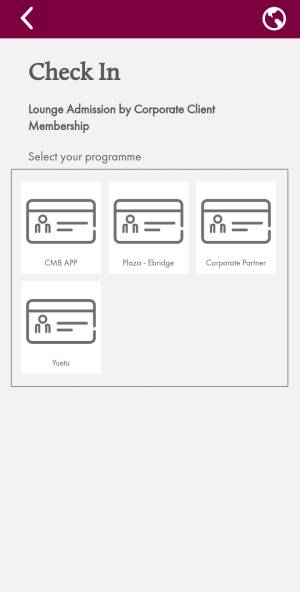 Check In
Lounge Admission by Corporate Client
Membership
Select your programme
CMB APP
Plaza - Ebridge
Corporate Partner
Yuetu